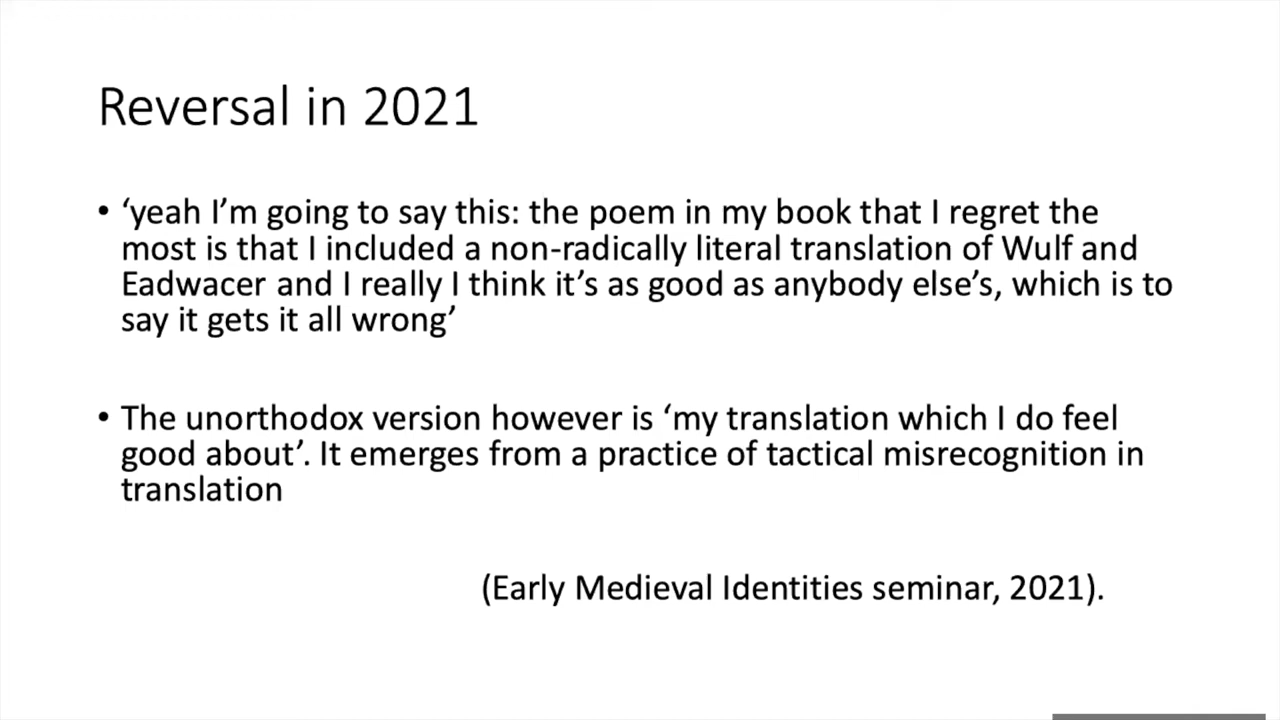 Reversal in 2021
• ‘yeah I’m going to say this: the poem in my book that I regret the
most is that I included a non-radically literal translation of Wulf and
Eadwacer and I really I think it’s as good as anybody else’s, which is to
say it gets it all wrong’
• The unorthodox version however is ‘my translation which I do feel
good about’. It emerges from a practice of tactical misrecognition in
translation
(Early Medieval Identities seminar, 2021).